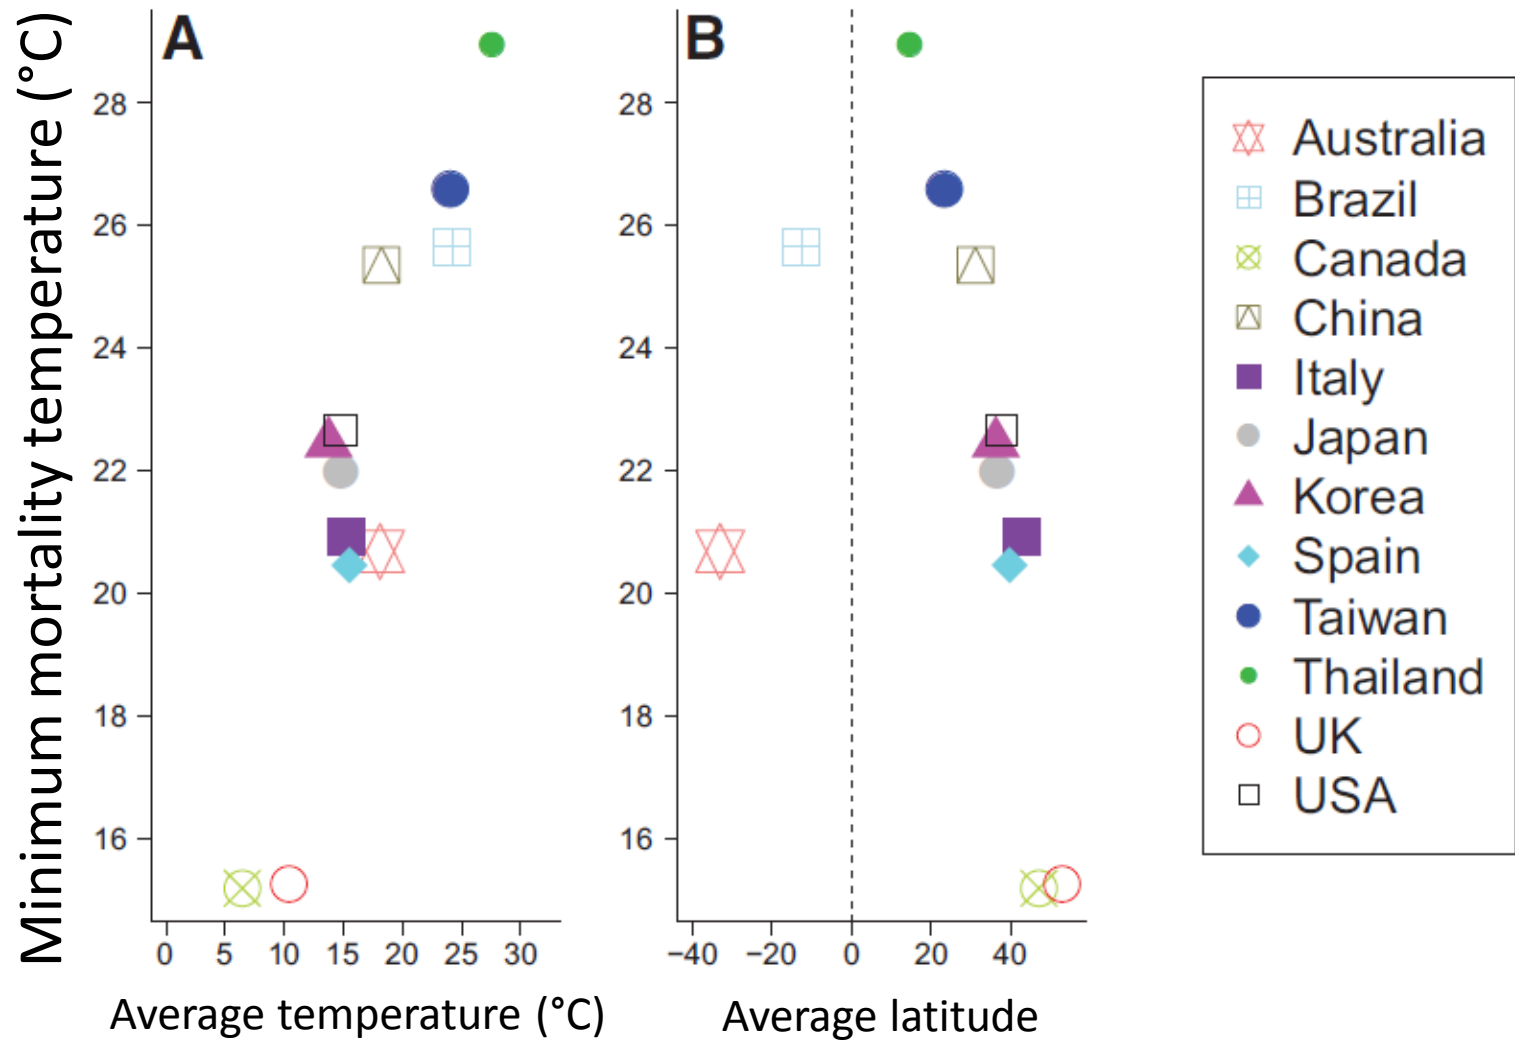 Minimum mortality temperature (°C)
A
28
26
24
22
20
18
16
0 5 10 15 20 25 30
Average temperature (°C)
B
28
26
24
22
20
18
16
−40 −20 0 20 40
Average latitude
Australia
Brazil
Canada
China
Italy
Japan
Korea
Spain
Taiwan
Thailand
UK
USA